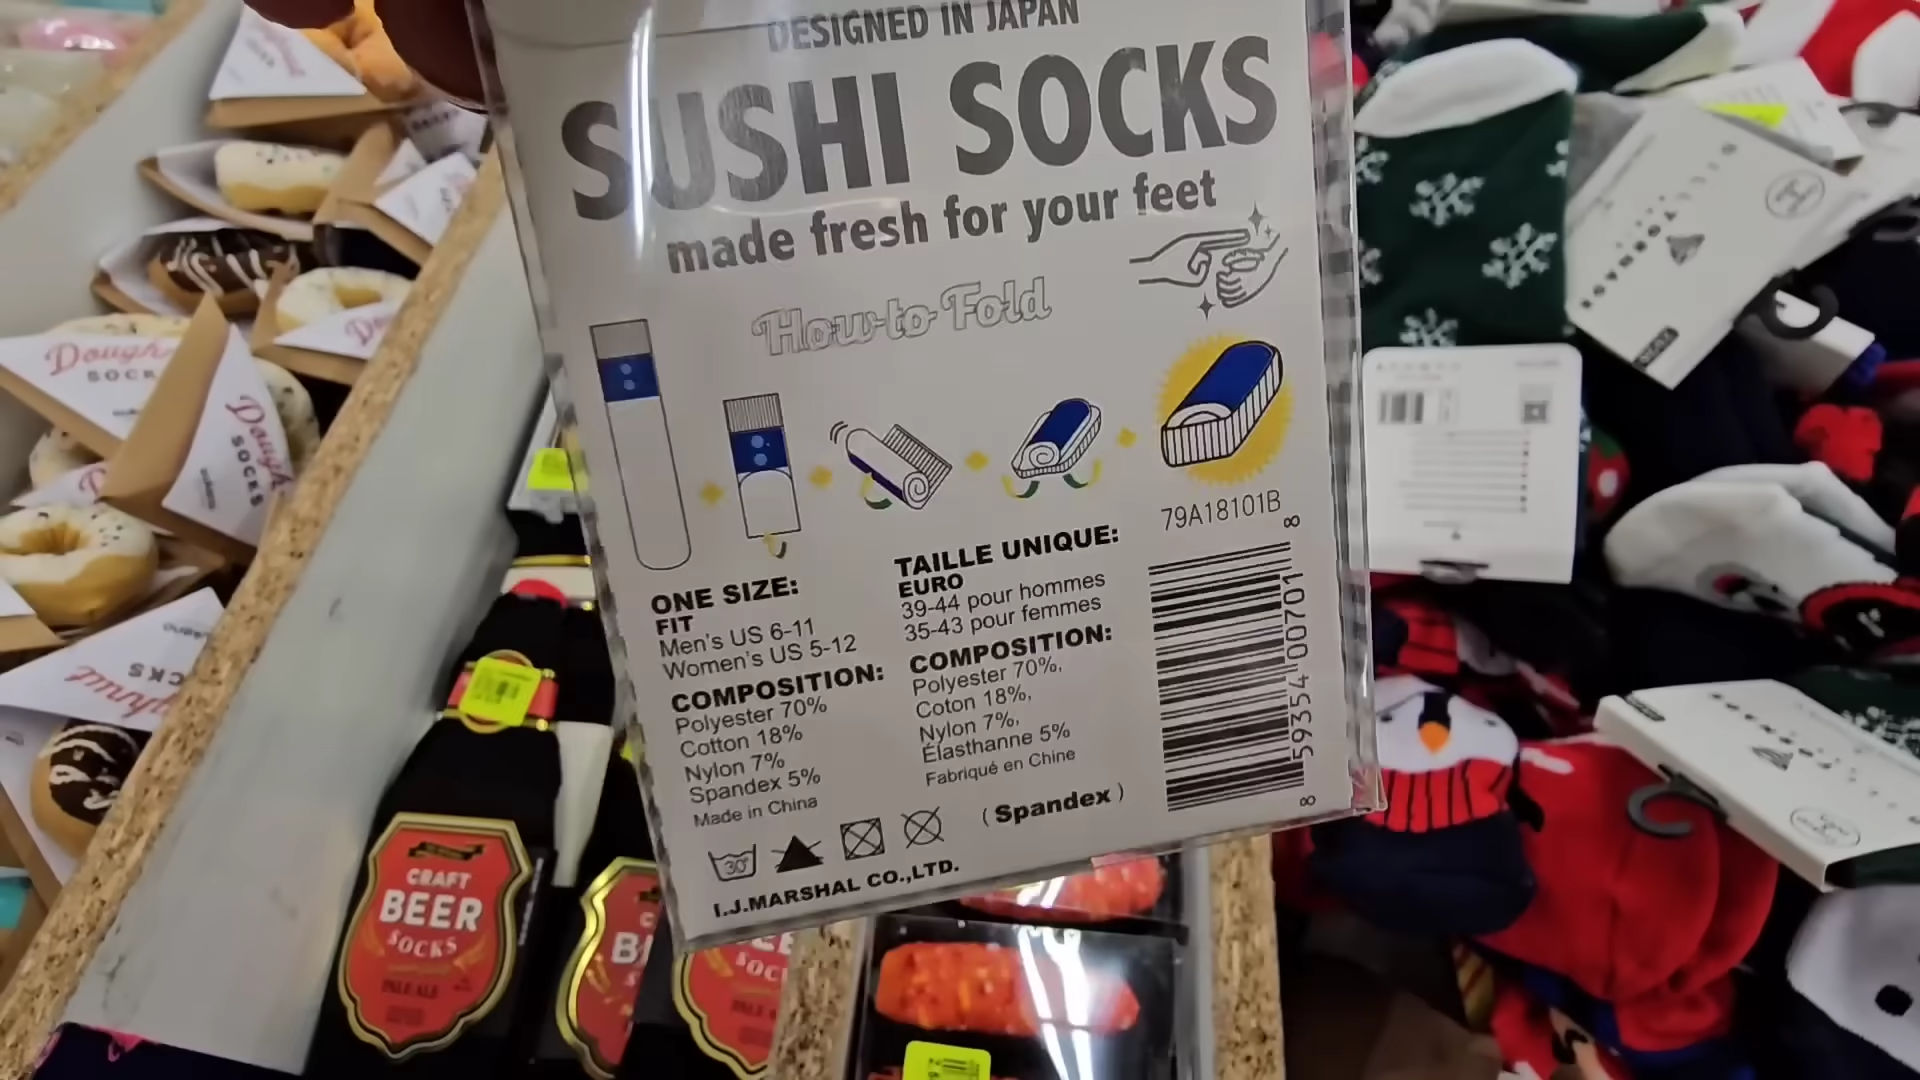 DESIGNED IN JAPAN
SUSHI SOCKS
made fresh for your feet
How to Fold
79A18101B
ONE SIZE:
FIT
Men's US 6-11
Women's US 5-12
COMPOSITION:
Polyester 70%
Cotton 18%
Nylon 7%
Spandex 5%
Made in China
TAILLE UNIQUE:
EURO
39-44 pour hommes
35-43 pour femmes
COMPOSITION:
Polyester 70%,
Coton 18%,
Nylon 7%,
Élasthanne 5%
Fabriqué en Chine
(Spandex)
8 59354 00701 8
30°
I.J.MARSHAL CO.,LTD.
CRAFT
BEER
SOCKS
PALE ALE
Dough
SOCK
Doughnut
SOCKS